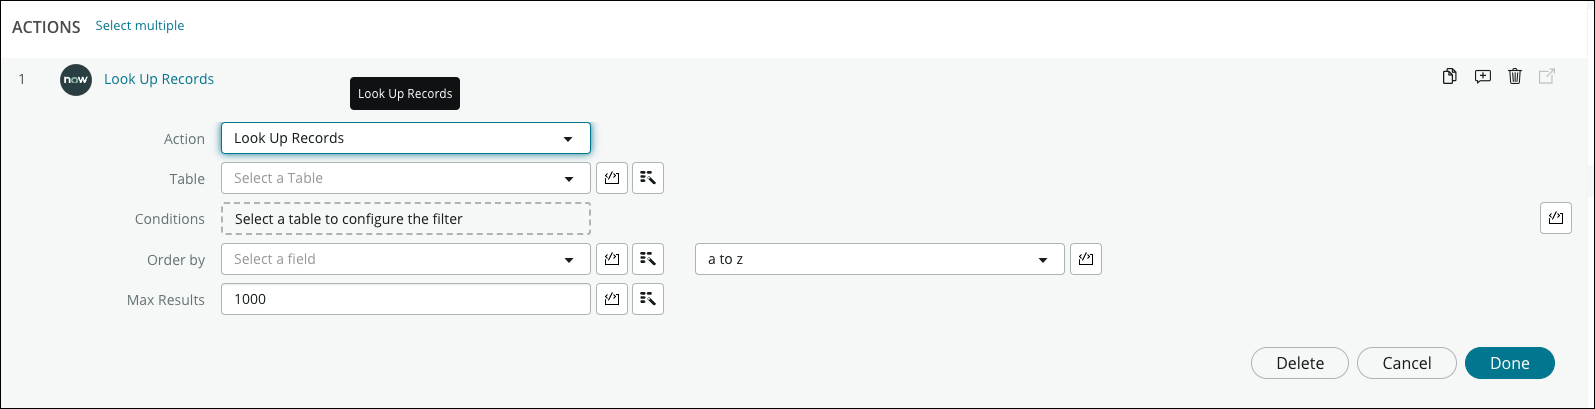 ACTIONS Select multiple
1 now Look Up Records
Look Up Records
Action Look Up Records
Table Select a Table
Conditions Select a table to configure the filter
Order by Select a field a to z
Max Results 1000
Delete Cancel Done